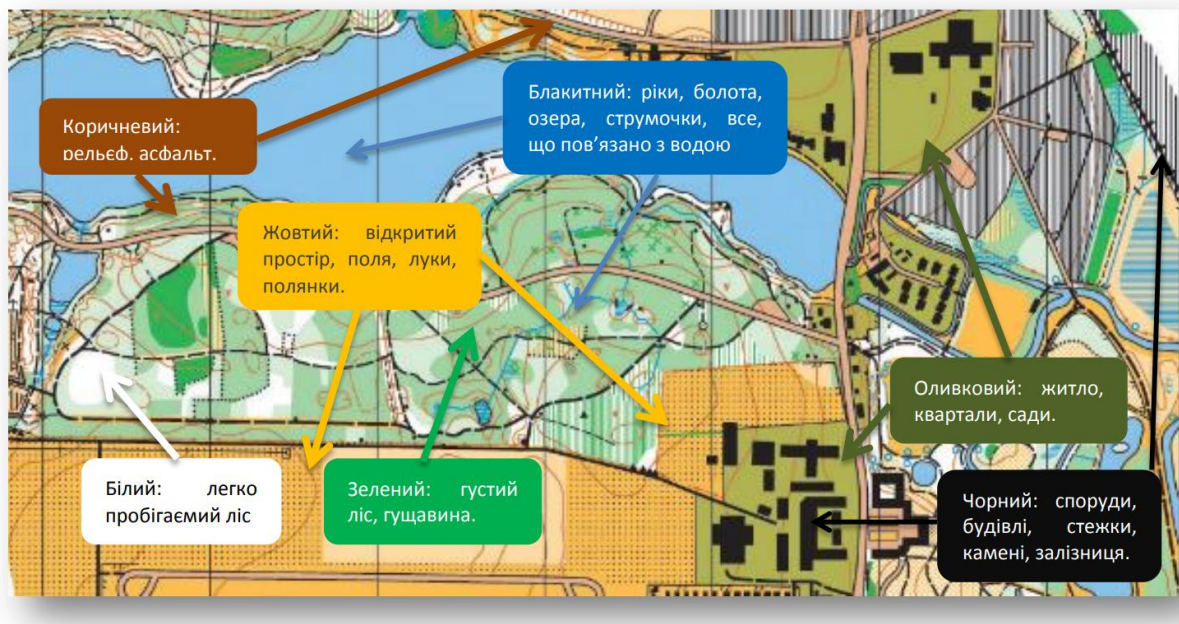 Коричневий:
рельєф, асфальт.
Блакитний: ріки, болота,
озера, струмочки, все,
що пов’язано з водою
Жовтий: відкритий
простір, поля, луки,
полянки.
Оливковий: житло,
квартали, сади.
Білий: легко
пробігаємий ліс
Зелений: густий
ліс, гущавина.
Чорний: споруди,
будівлі, стежки,
камені, залізниця.